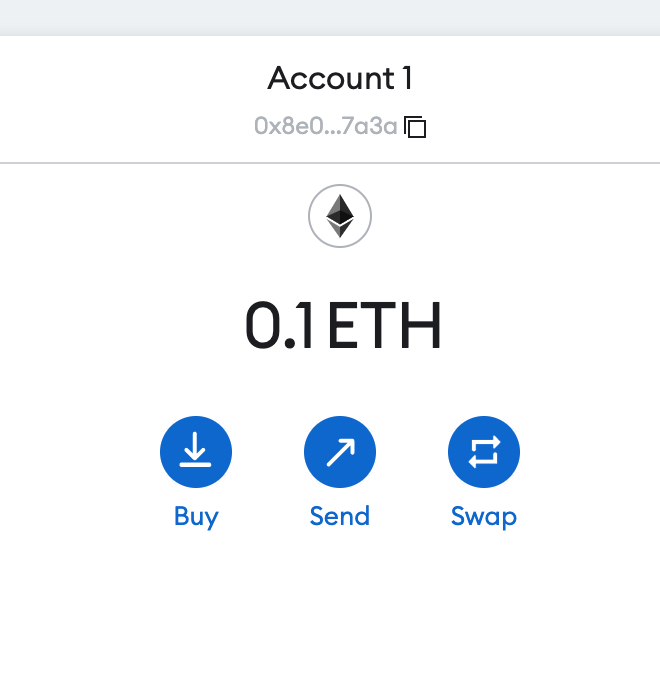 Account 1
0x8e0...7a3a
0.1 ETH
Buy Send Swap